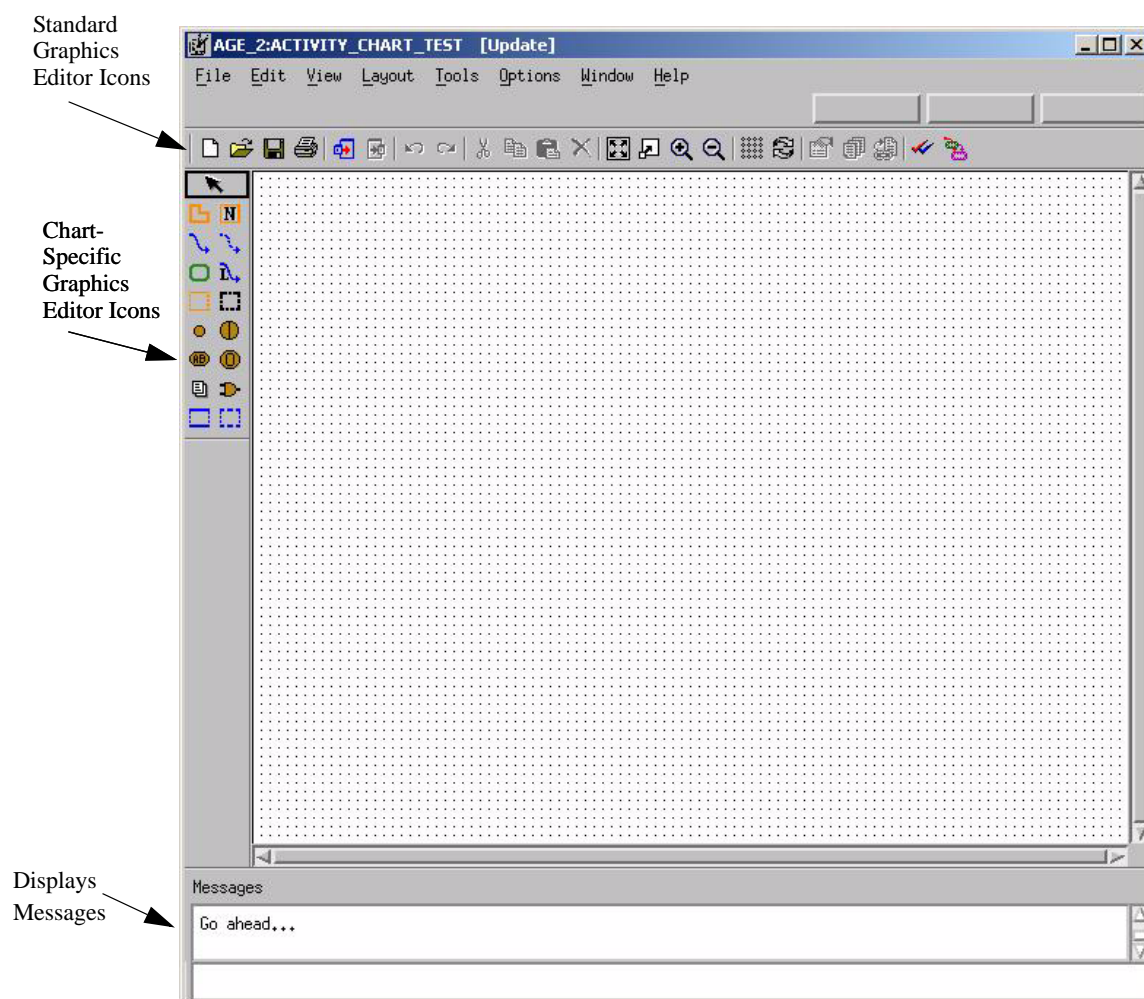 Standard
Graphics
Editor Icons
AGE_2:ACTIVITY_CHART_TEST [Update]
File Edit View Layout Tools Options Window Help
N
Chart-
Specific
Graphics
Editor Icons
AB
Displays
Messages
Messages
Go ahead...